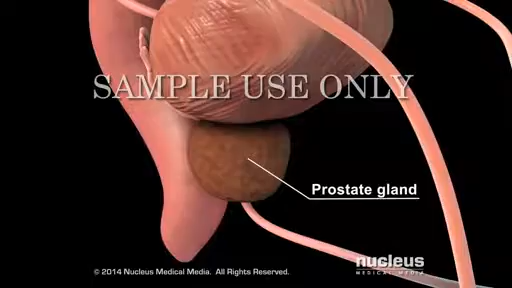 SAMPLE USE ONLY
Prostate gland
© 2014 Nucleus Medical Media. All Rights Reserved.
nucleus
MEDICAL MEDIA